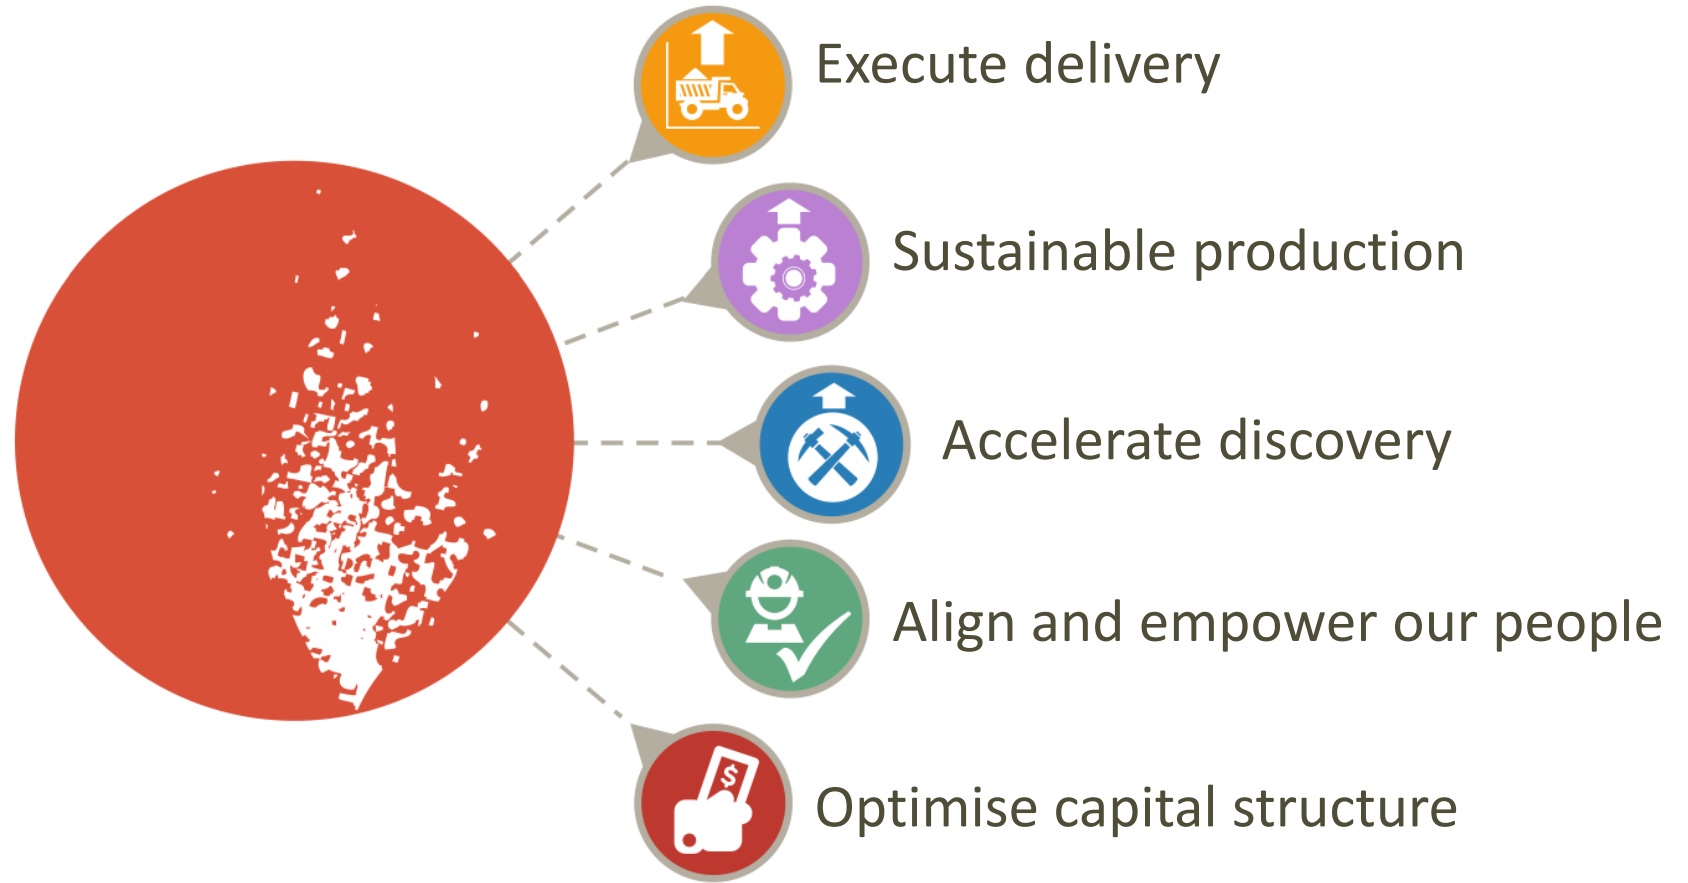 Execute delivery
Sustainable production
Accelerate discovery
Align and empower our people
$
Optimise capital structure